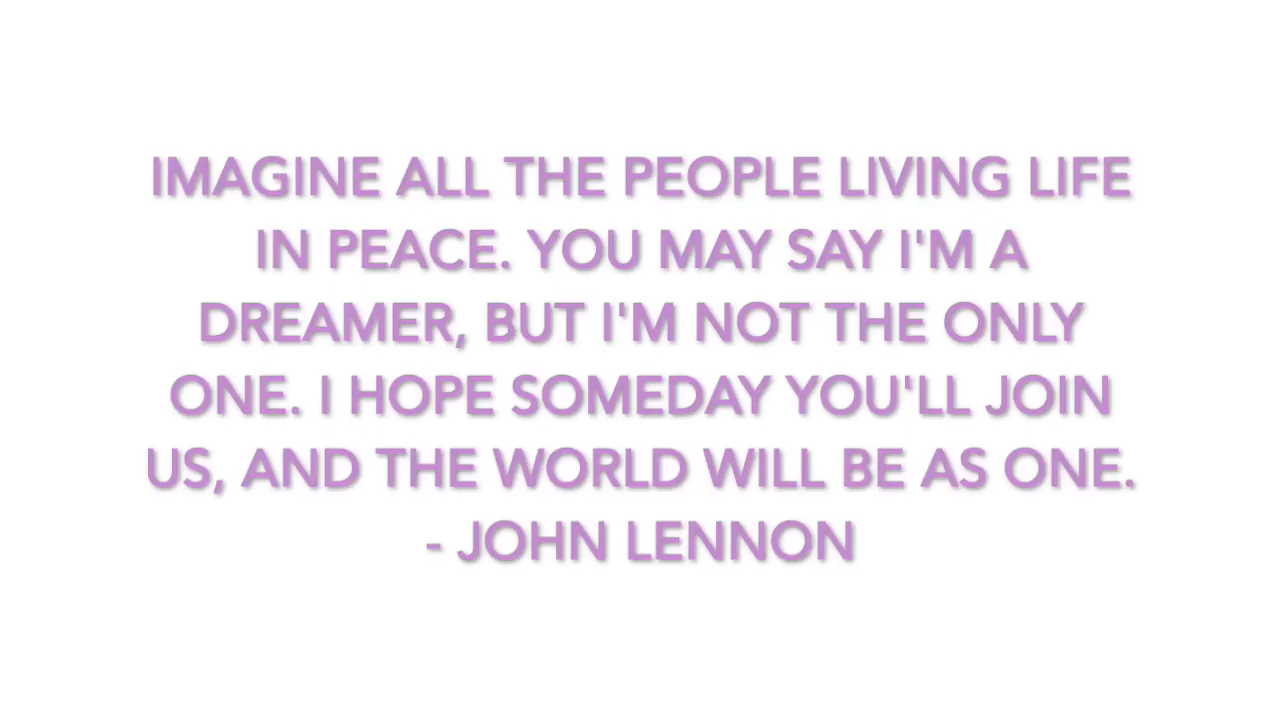 IMAGINE ALL THE PEOPLE LIVING LIFE
IN PEACE. YOU MAY SAY I'M A
DREAMER, BUT I'M NOT THE ONLY
ONE. I HOPE SOMEDAY YOU'LL JOIN
US, AND THE WORLD WILL BE AS ONE.
- JOHN LENNON